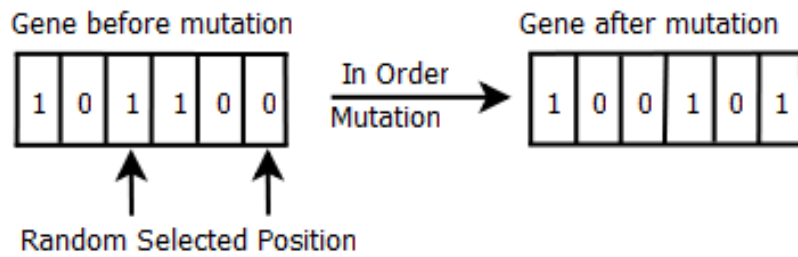 Gene before mutation
Gene after mutation
1 0 1 1 0 0
In Order
Mutation
1 0 0 1 0 1
Random Selected Position